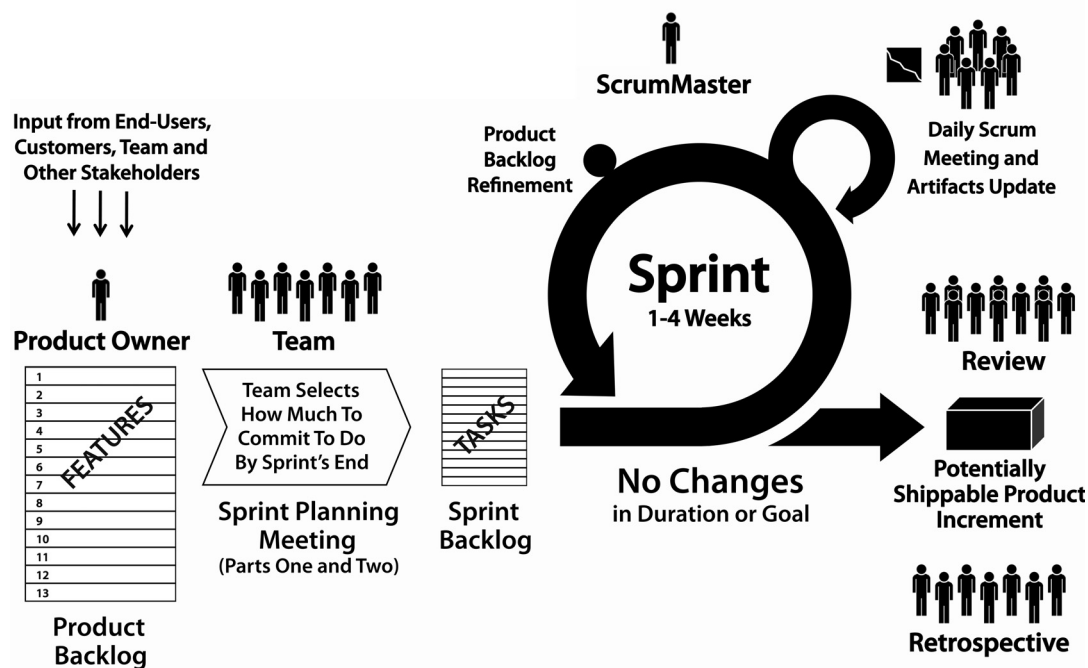 ScrumMaster
Input from End-Users,
Customers, Team and
Other Stakeholders
Product
Backlog
Refinement
Daily Scrum
Meeting and
Artifacts Update
Sprint
1-4 Weeks
Product Owner
Team
Review
1
2
3
4
5
6
7
8
9
10
11
12
13
FEATURES
Team Selects
How Much To
Commit To Do
By Sprint's End
TASKS
No Changes
in Duration or Goal
Potentially
Shippable Product
Increment
Sprint Planning
Meeting
(Parts One and Two)
Sprint
Backlog
Product
Backlog
Retrospective